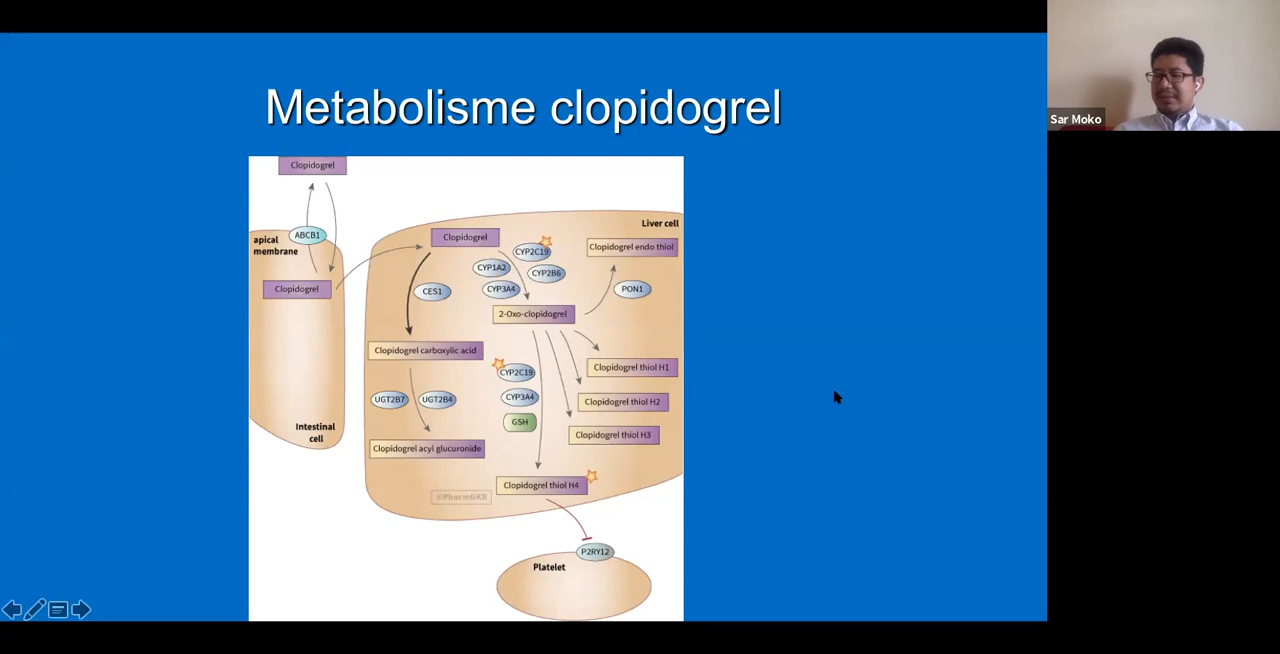 Metabolisme clopidogrel
Sar Moko
Clopidogrel
ABCB1
apical
membrane
Clopidogrel
Intestinal
cell
Liver cell
Clopidogrel
CYP2C19
CYP1A2
CYP2B6
CYP3A4
Clopidogrel endo thiol
CES1
PON1
2-Oxo-clopidogrel
Clopidogrel carboxylic acid
CYP2C19
CYP3A4
GSH
Clopidogrel thiol H1
Clopidogrel thiol H2
Clopidogrel thiol H3
UGT2B7
UGT2B4
Clopidogrel acyl glucuronide
Clopidogrel thiol H4
©PharmGKB
P2RY12
Platelet